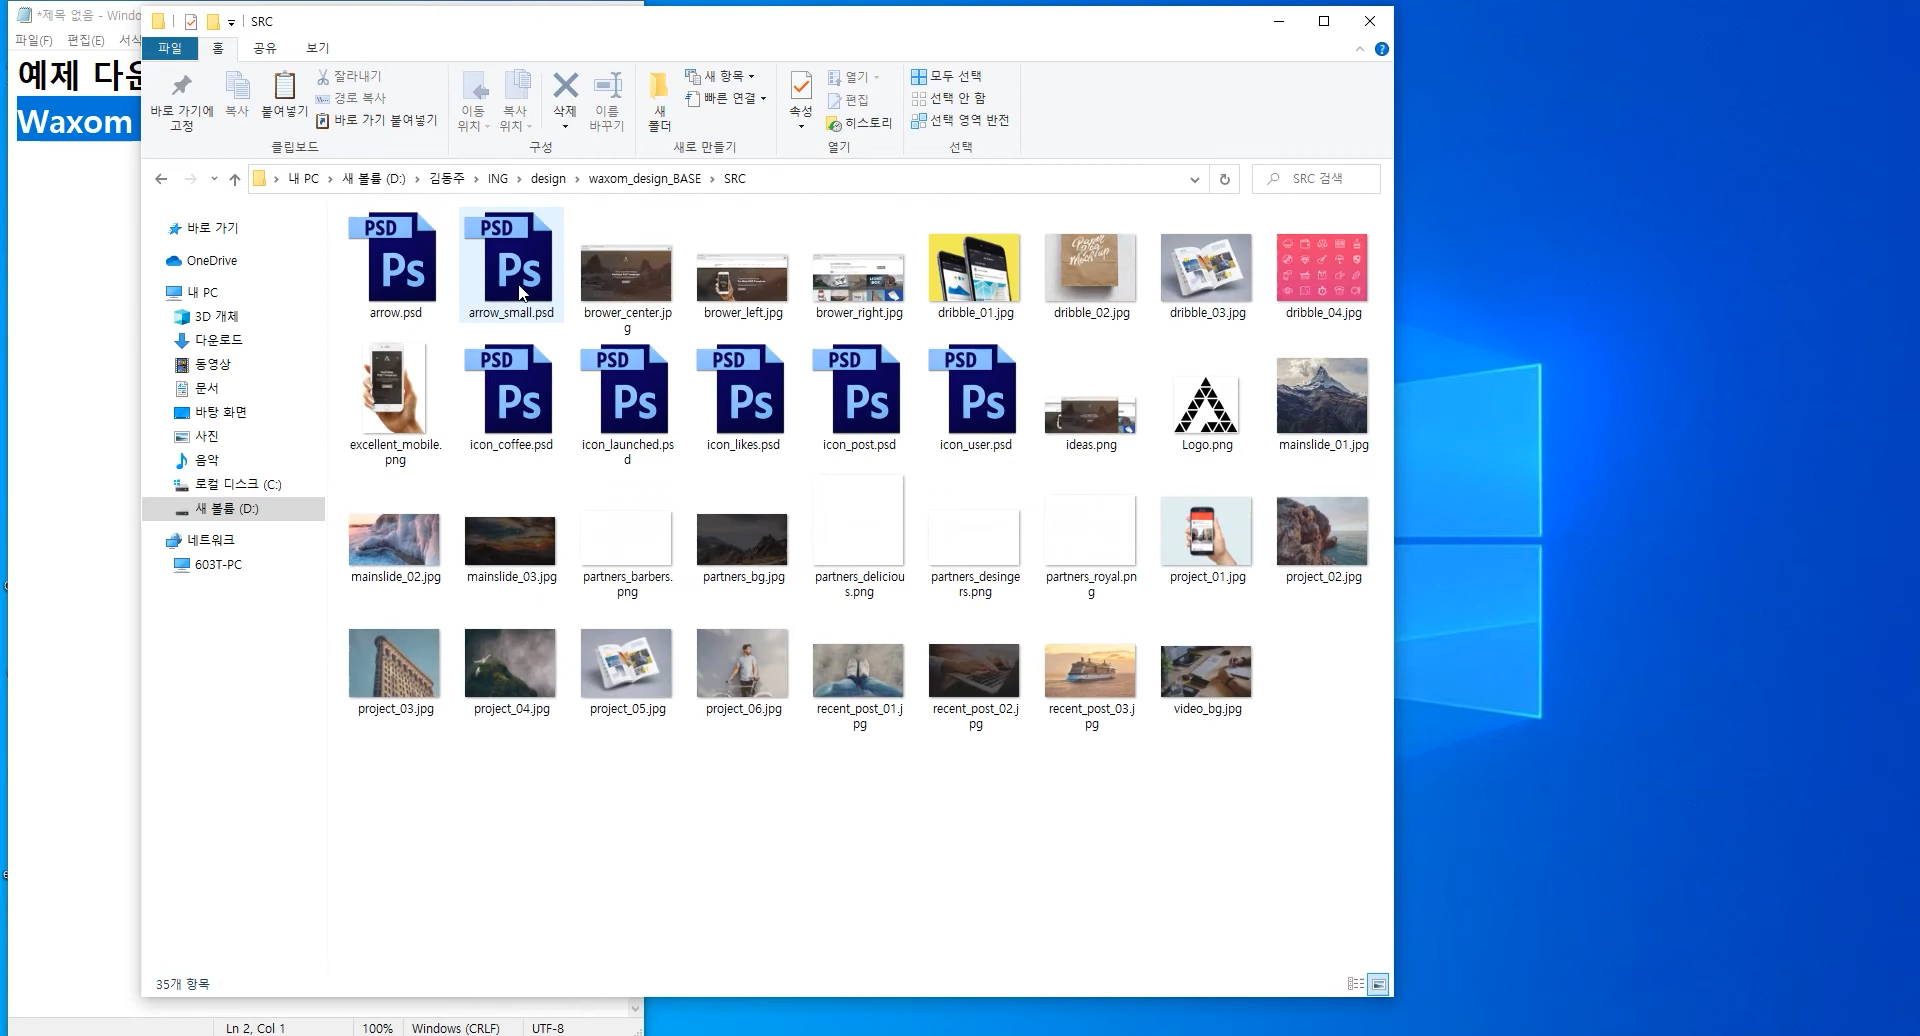 *제목 없음 - Windo
파일(F) 편집(E) 서식
예제 다운
Waxom
SRC
파일 홈 공유 보기
바로 가기에 고정
복사
붙여넣기
잘라내기
경로 복사
바로 가기 붙여넣기
클립보드
이동 위치
복사 위치
삭제
이름 바꾸기
구성
새 폴더
새 항목
빠른 연결
새로 만들기
속성
열기
편집
히스토리
열기
모두 선택
선택 안 함
선택 영역 반전
선택
내 PC › 새 볼륨 (D:) › 김동주 › ING › design › waxom_design_BASE › SRC
SRC 검색
바로 가기
OneDrive
내 PC
3D 개체
다운로드
동영상
문서
바탕 화면
사진
음악
로컬 디스크 (C:)
새 볼륨 (D:)
네트워크
603T-PC
PSD Ps
PSD Ps
arrow.psd
arrow_small.psd
brower_center.jpg
brower_left.jpg
brower_right.jpg
dribble_01.jpg
dribble_02.jpg
dribble_03.jpg
dribble_04.jpg
PSD Ps
PSD Ps
PSD Ps
PSD Ps
PSD Ps
excellent_mobile.png
icon_coffee.psd
icon_launched.psd
icon_likes.psd
icon_post.psd
icon_user.psd
ideas.png
Logo.png
mainslide_01.jpg
mainslide_02.jpg
mainslide_03.jpg
partners_barbers.png
partners_bg.jpg
partners_delicious.png
partners_desingers.png
partners_royal.png
project_01.jpg
project_02.jpg
project_03.jpg
project_04.jpg
project_05.jpg
project_06.jpg
recent_post_01.jpg
recent_post_02.jpg
recent_post_03.jpg
video_bg.jpg
35개 항목
Ln 2, Col 1
100%
Windows (CRLF)
UTF-8